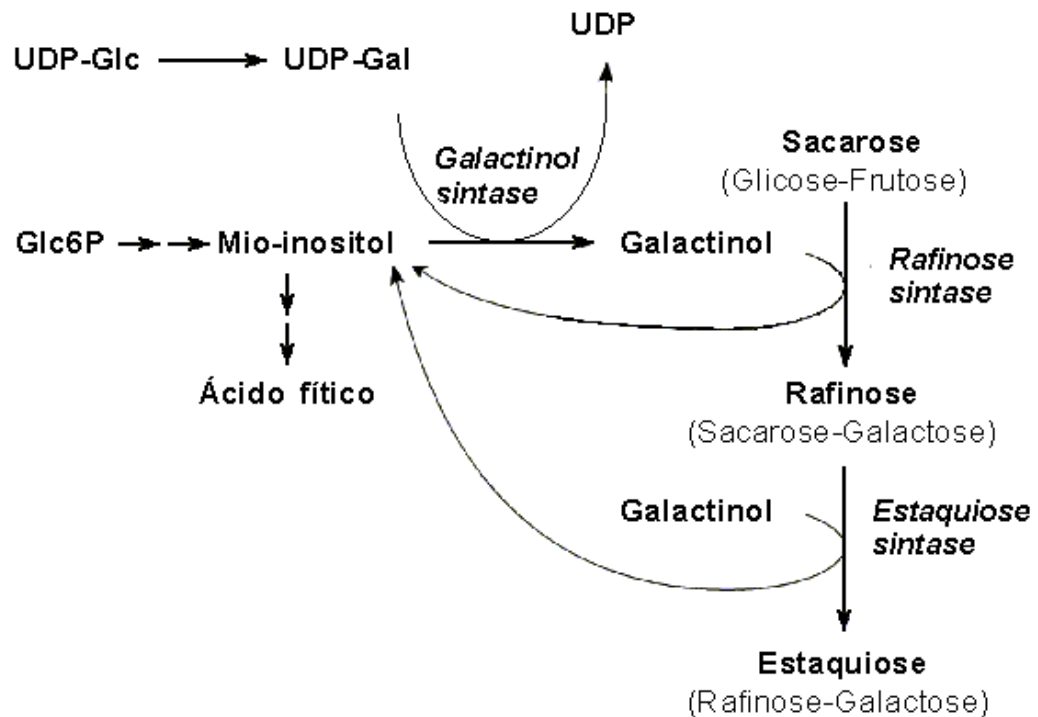 UDP
UDP-Glc
UDP-Gal
Galactinol
sintase
Sacarose
(Glicose-Frutose)
Glc6P
Mio-inositol
Galactinol
Rafinose
sintase
Ácido fítico
Rafinose
(Sacarose-Galactose)
Galactinol
Estaquiose
sintase
Estaquiose
(Rafinose-Galactose)